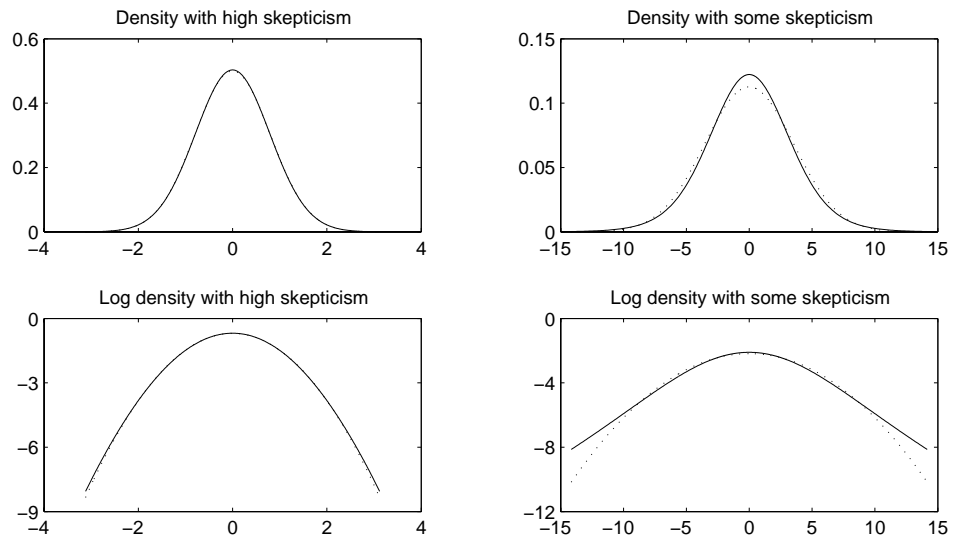 Density with high skepticism
0.6
0.4
0.2
0
−4 −2 0 2 4
Density with some skepticism
0.15
0.1
0.05
0
−15 −10 −5 0 5 10 15
Log density with high skepticism
0
−3
−6
−9
−4 −2 0 2 4
Log density with some skepticism
0
−4
−8
−12
−15 −10 −5 0 5 10 15